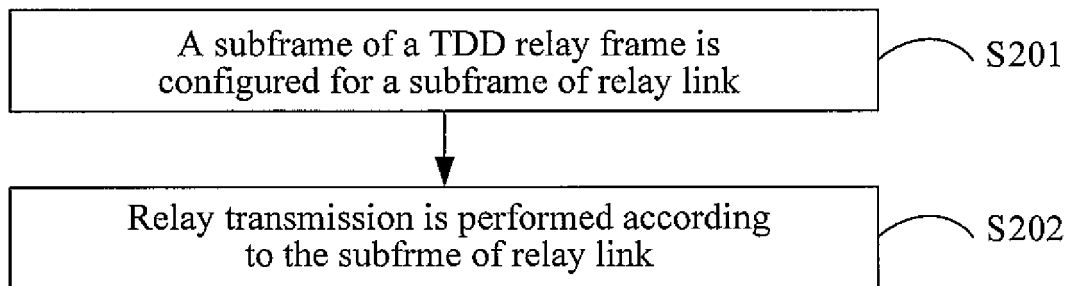 A subframe of a TDD relay frame is
configured for a subframe of relay link
S201
Relay transmission is performed according
to the subfrme of relay link
S202